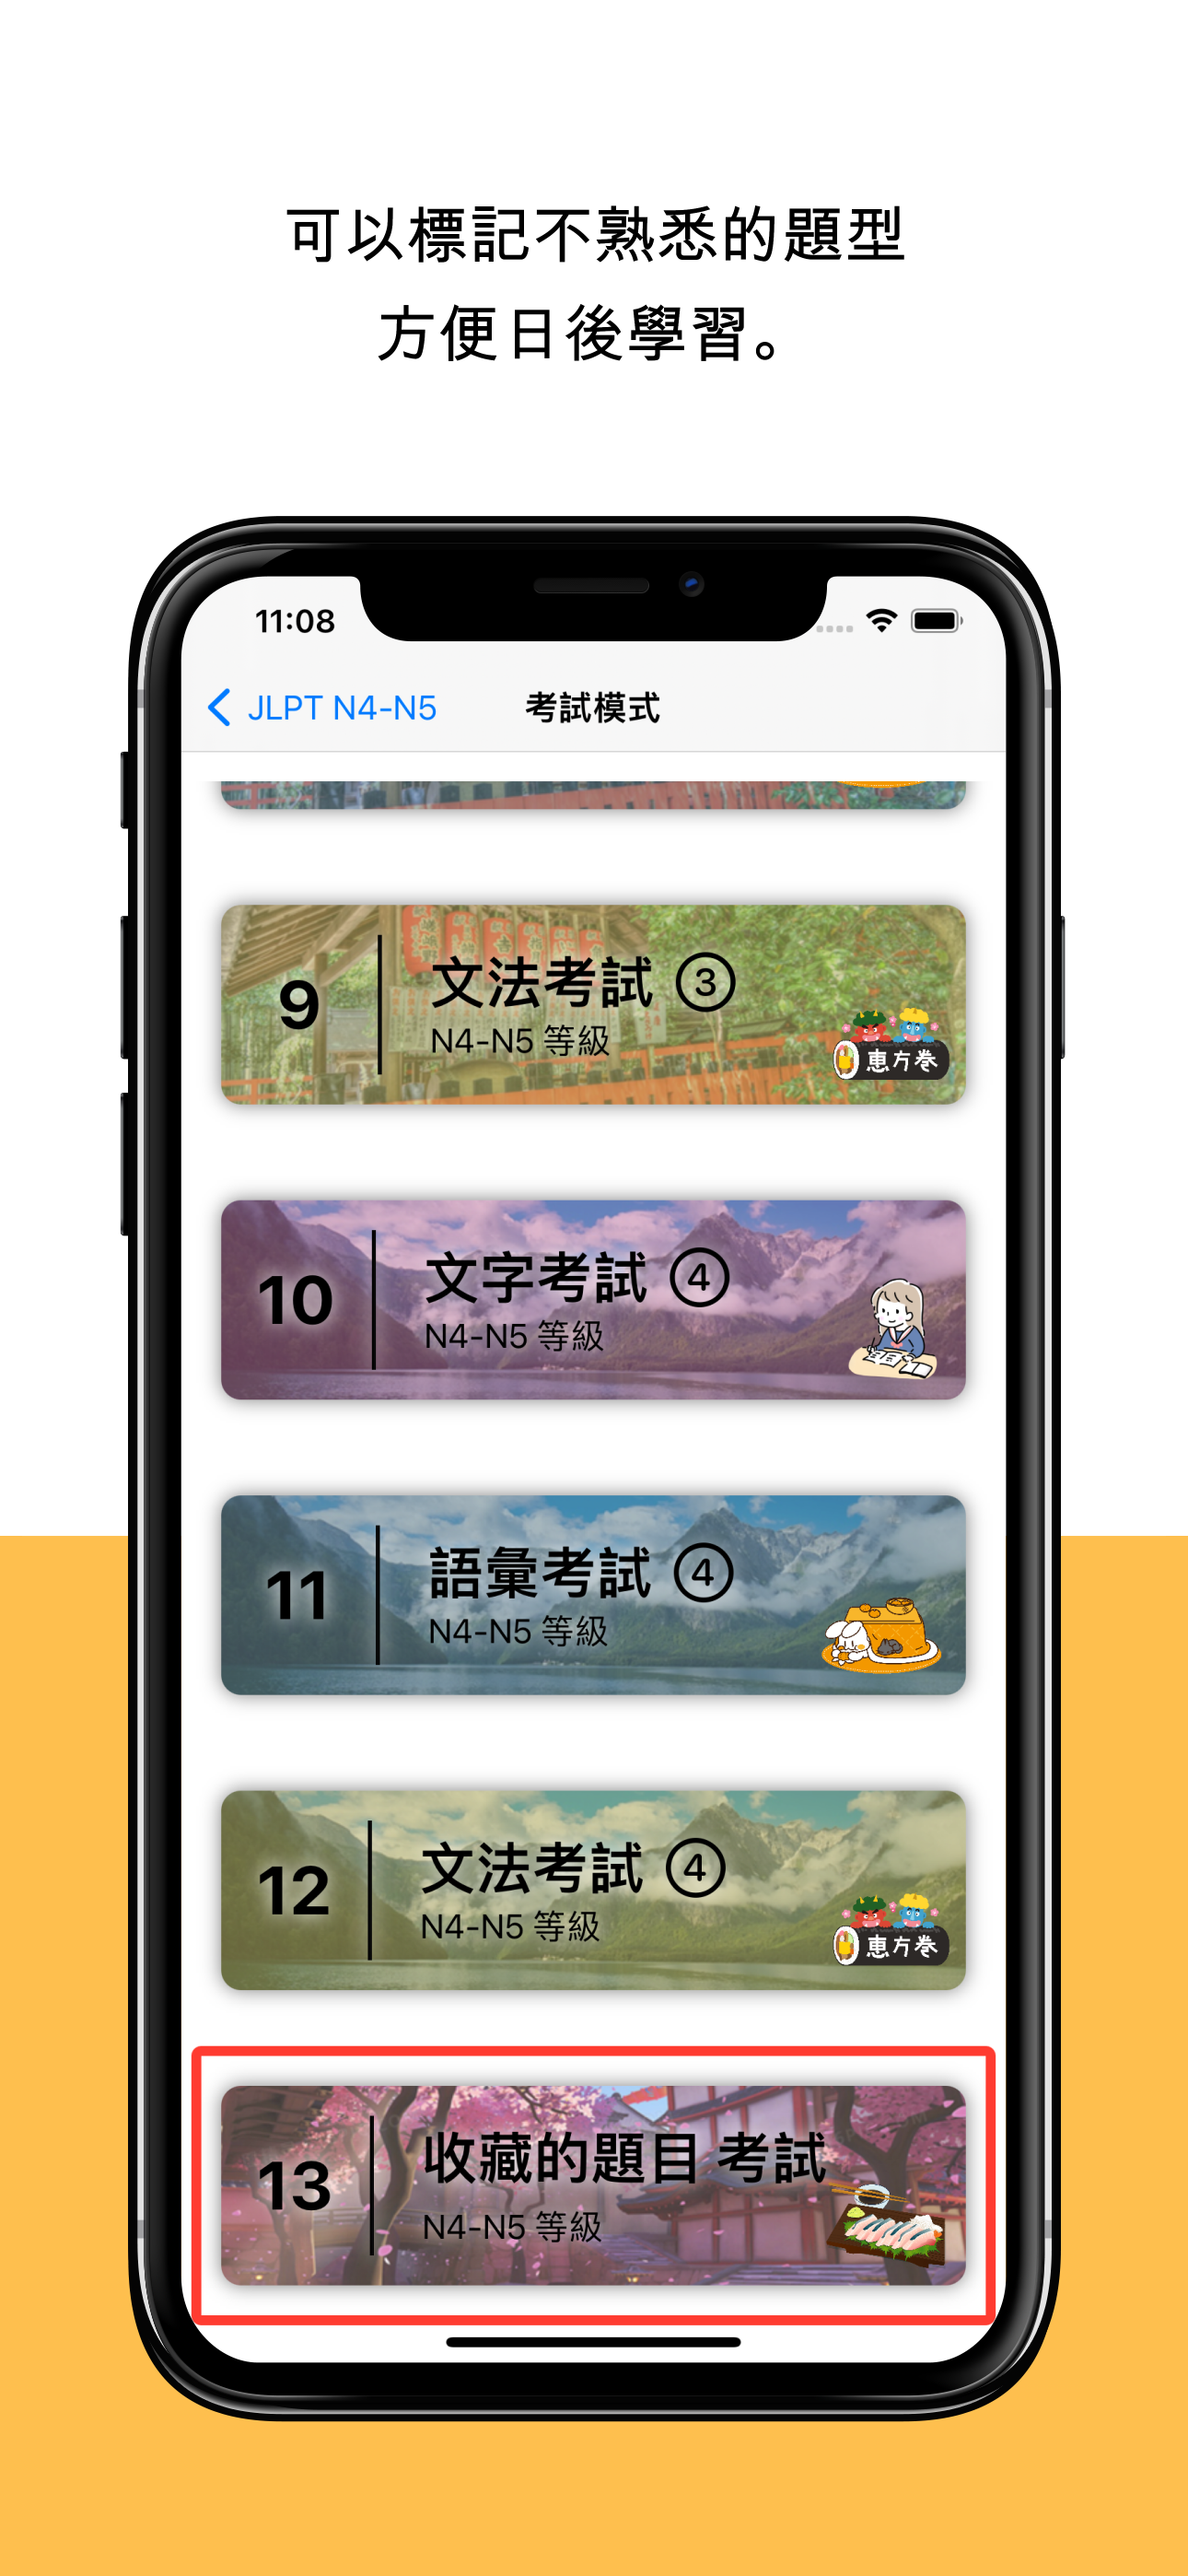 可以標記不熟悉的題型
方便日後學習。
11:08
JLPT N4-N5
考試模式
9
文法考試 ③
N4-N5 等級
恵方巻
10
文字考試 ④
N4-N5 等級
11
語彙考試 ④
N4-N5 等級
12
文法考試 ④
N4-N5 等級
恵方巻
13
收藏的題目 考試
N4-N5 等級